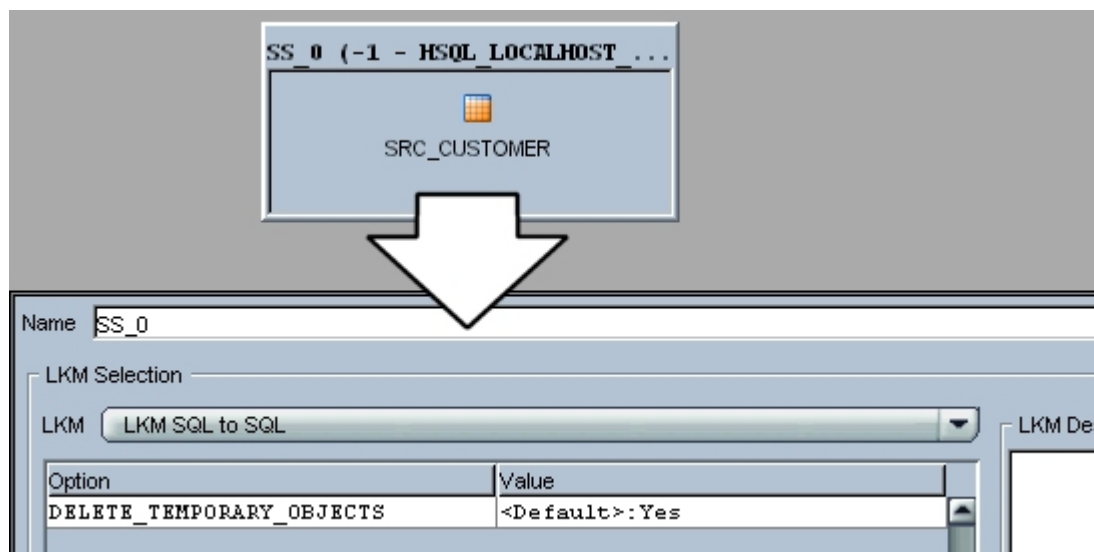 SS_0 (-1 - HSQL_LOCALHOST_...
SRC_CUSTOMER
Name SS_0
LKM Selection
LKM LKM SQL to SQL
LKM De
Option Value
DELETE_TEMPORARY_OBJECTS <Default>:Yes